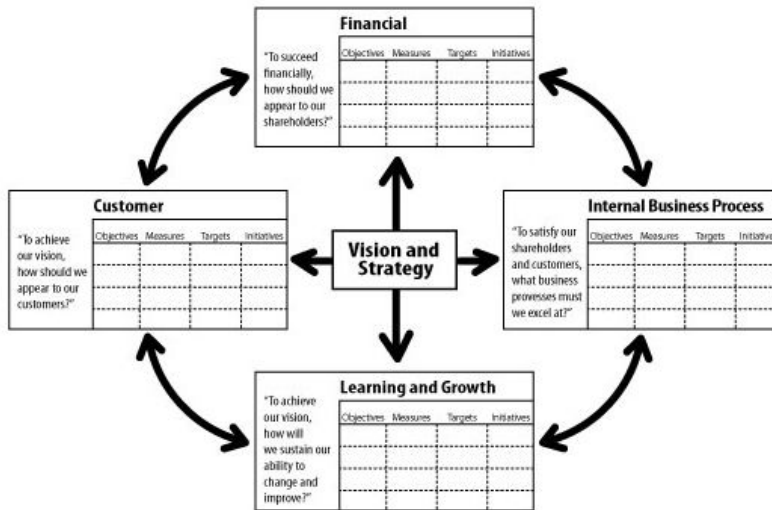 Financial
Objectives Measures Targets Initiatives
“To succeed
financially,
how should we
appear to our
shareholders?”
Customer
Objectives Measures Targets Initiatives
“To achieve
our vision,
how should we
appear to our
customers?”
Vision and
Strategy
Internal Business Process
Objectives Measures Targets Initiative
“To satisfy our
shareholders
and customers,
what business
provesses must
we excel at?”
Learning and Growth
Objectives Measures Targets Initiatives
“To achieve
our vision,
how will
we sustain our
ability to
change and
improve?”